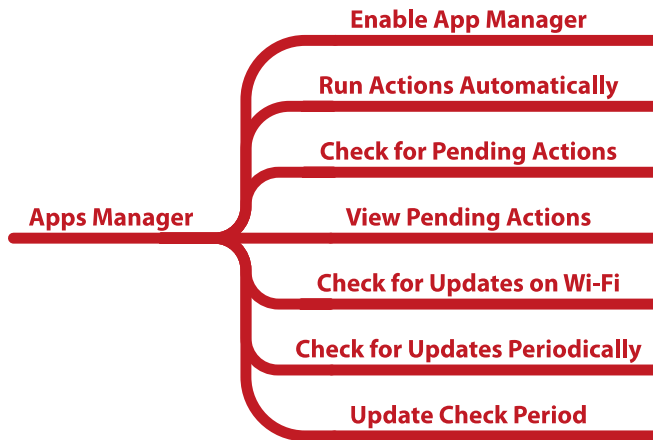 Enable App Manager
Run Actions Automatically
Check for Pending Actions
Apps Manager
View Pending Actions
Check for Updates on Wi-Fi
Check for Updates Periodically
Update Check Period